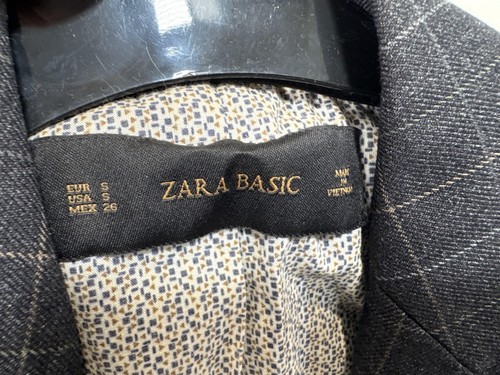 EUR S
USA S
MEX 26
ZARA BASIC
MADE
IN
VIETNAM